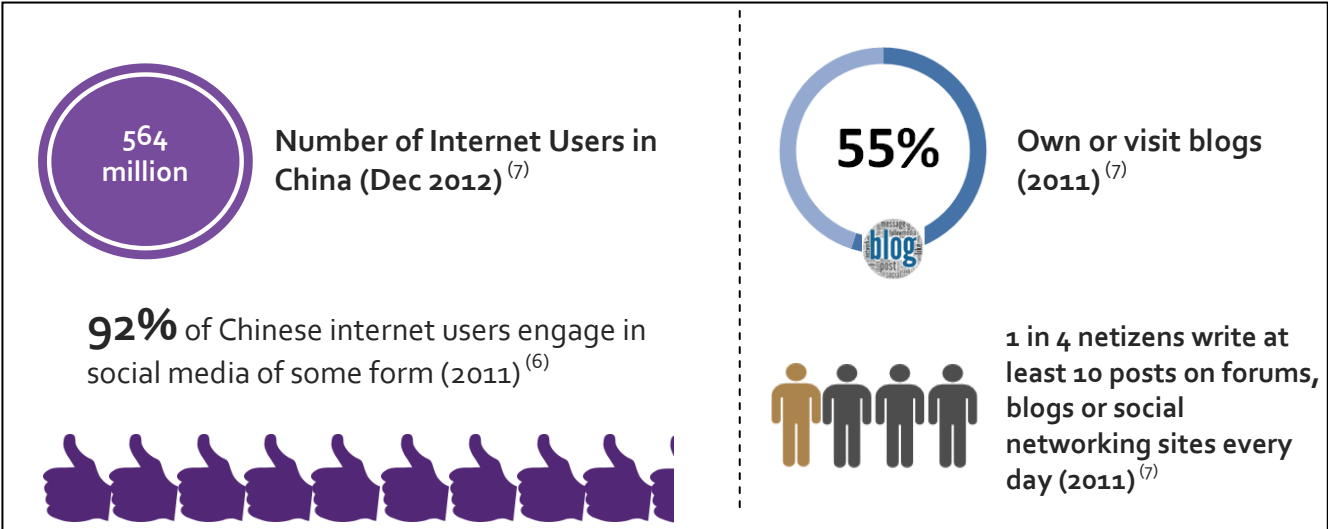 564
million
Number of Internet Users in
China (Dec 2012) (7)
92% of Chinese internet users engage in
social media of some form (2011) (6)
55%
blog
message
post
Own or visit blogs
(2011) (7)
1 in 4 netizens write at
least 10 posts on forums,
blogs or social
networking sites every
day (2011) (7)